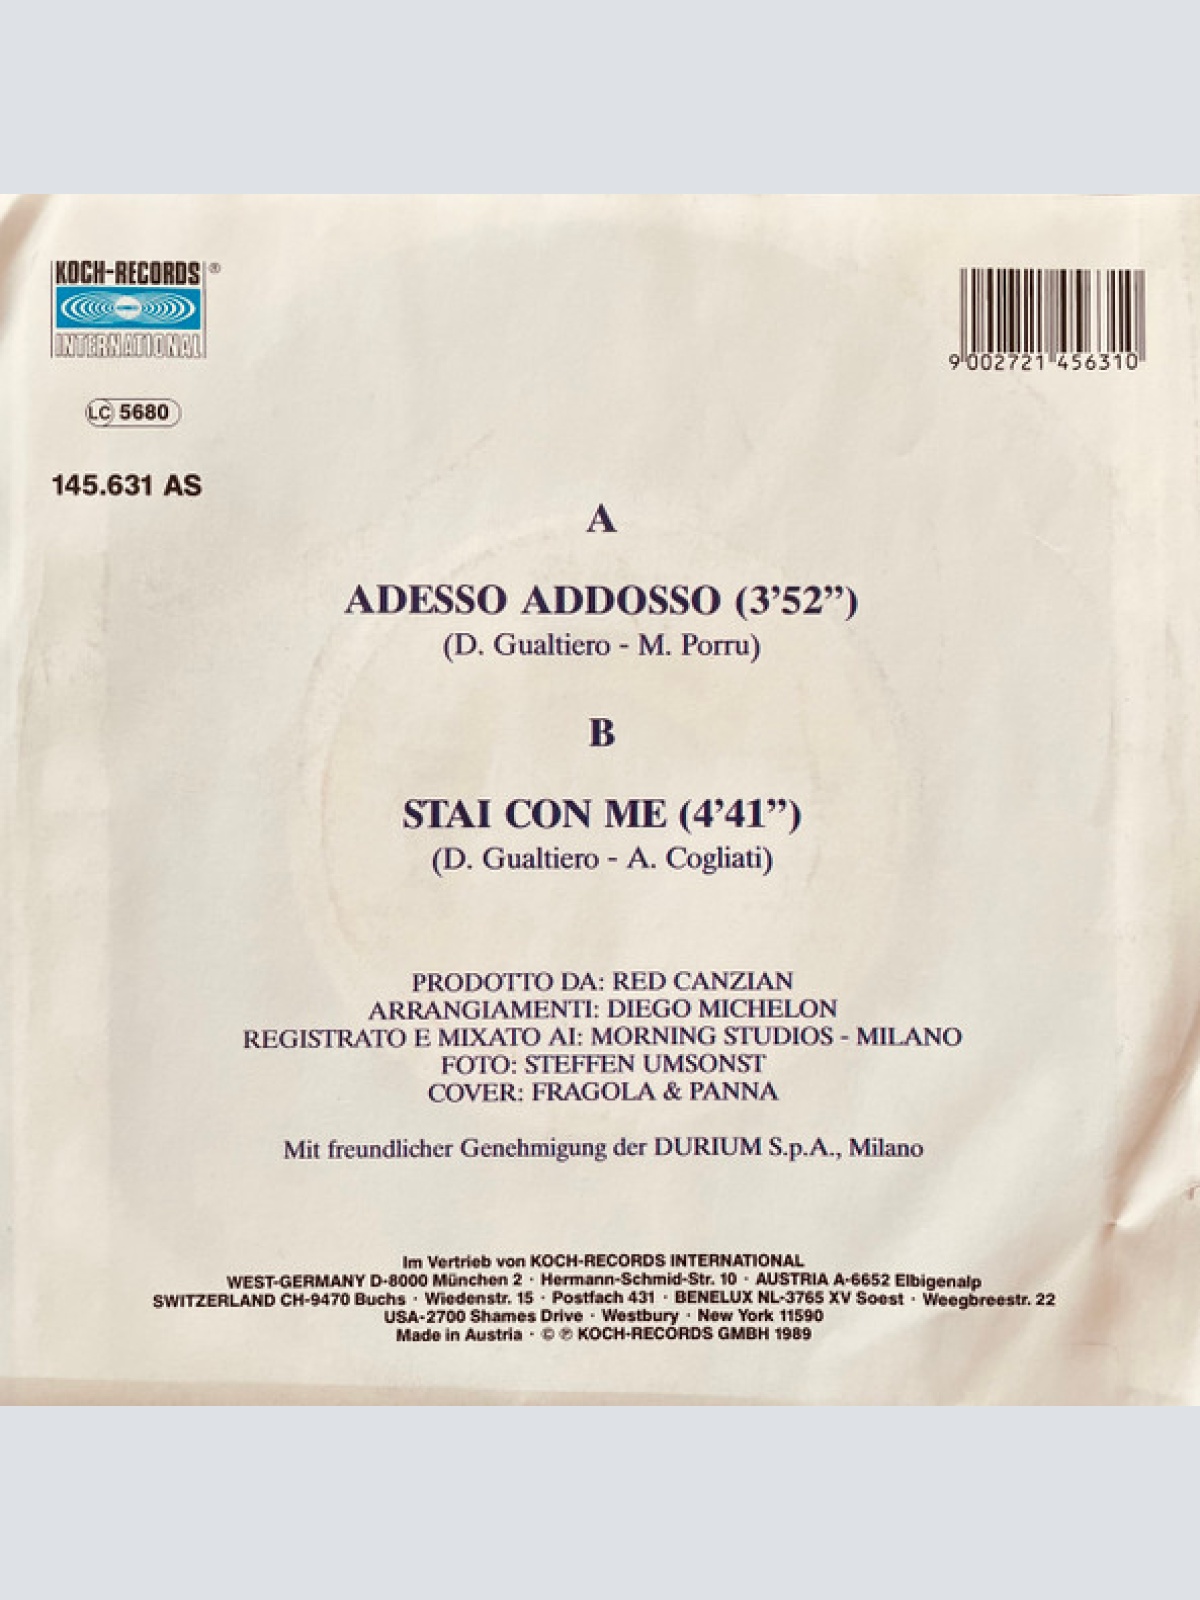 KOCH-RECORDS ®
INTERNATIONAL
LC 5680
145.631 AS
9 002721 456310
A
ADESSO ADDOSSO (3’52”)
(D. Gualtiero - M. Porru)
B
STAI CON ME (4’41”)
(D. Gualtiero - A. Cogliati)
PRODOTTO DA: RED CANZIAN
ARRANGIAMENTI: DIEGO MICHELON
REGISTRATO E MIXATO AI: MORNING STUDIOS - MILANO
FOTO: STEFFEN UMSONST
COVER: FRAGOLA & PANNA
Mit freundlicher Genehmigung der DURIUM S.p.A., Milano
Im Vertrieb von KOCH-RECORDS INTERNATIONAL
WEST-GERMANY D-8000 München 2 · Hermann-Schmid-Str. 10 · AUSTRIA A-6652 Elbigenalp
SWITZERLAND CH-9470 Buchs · Wiedenstr. 15 · Postfach 431 · BENELUX NL-3765 XV Soest · Weegbreestr. 22
USA-2700 Shames Drive · Westbury · New York 11590
Made in Austria · © ℗ KOCH-RECORDS GMBH 1989